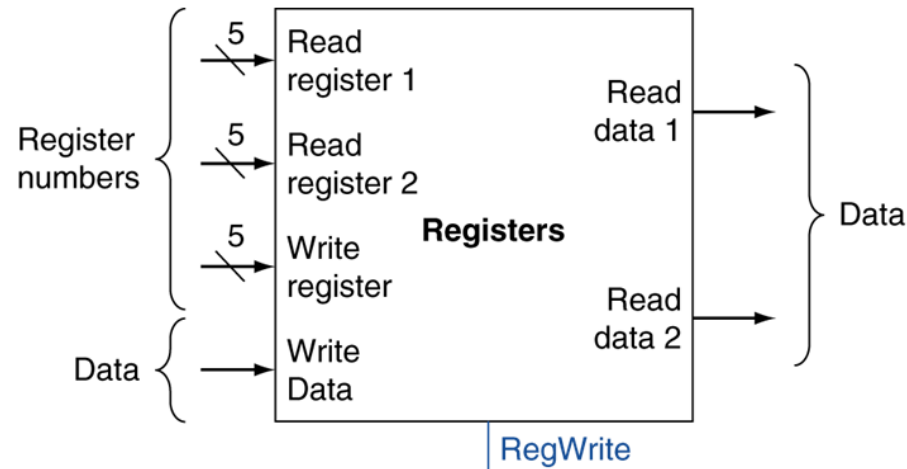 Register
numbers
Data
5
Read
register 1
5
Read
register 2
5
Write
register
Write
Data
Registers
Read
data 1
Read
data 2
Data
RegWrite